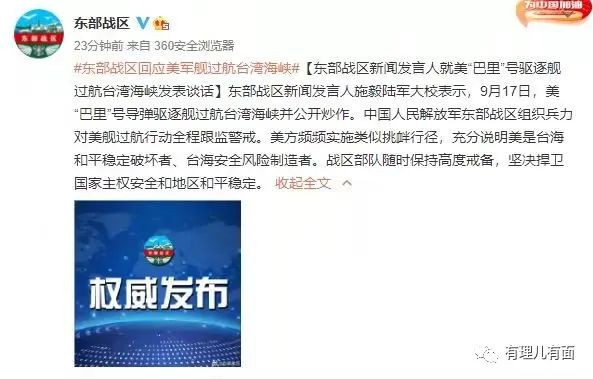 为中国加油
东部战区
23分钟前 来自 360安全浏览器
#东部战区回应美军舰过航台湾海峡#【东部战区新闻发言人就美“巴里”号驱逐舰
过航台湾海峡发表谈话】东部战区新闻发言人施毅陆军大校表示，9月17日，美
“巴里”号导弹驱逐舰过航台湾海峡并公开炒作。中国人民解放军东部战区组织兵力
对美舰过航行动全程跟监警戒。美方频频实施类似挑衅行径，充分说明美是台海
和平稳定破坏者、台海安全风险制造者。战区部队随时保持高度戒备，坚决捍卫
国家主权安全和地区和平稳定。 收起全文
权威发布
有理儿有面